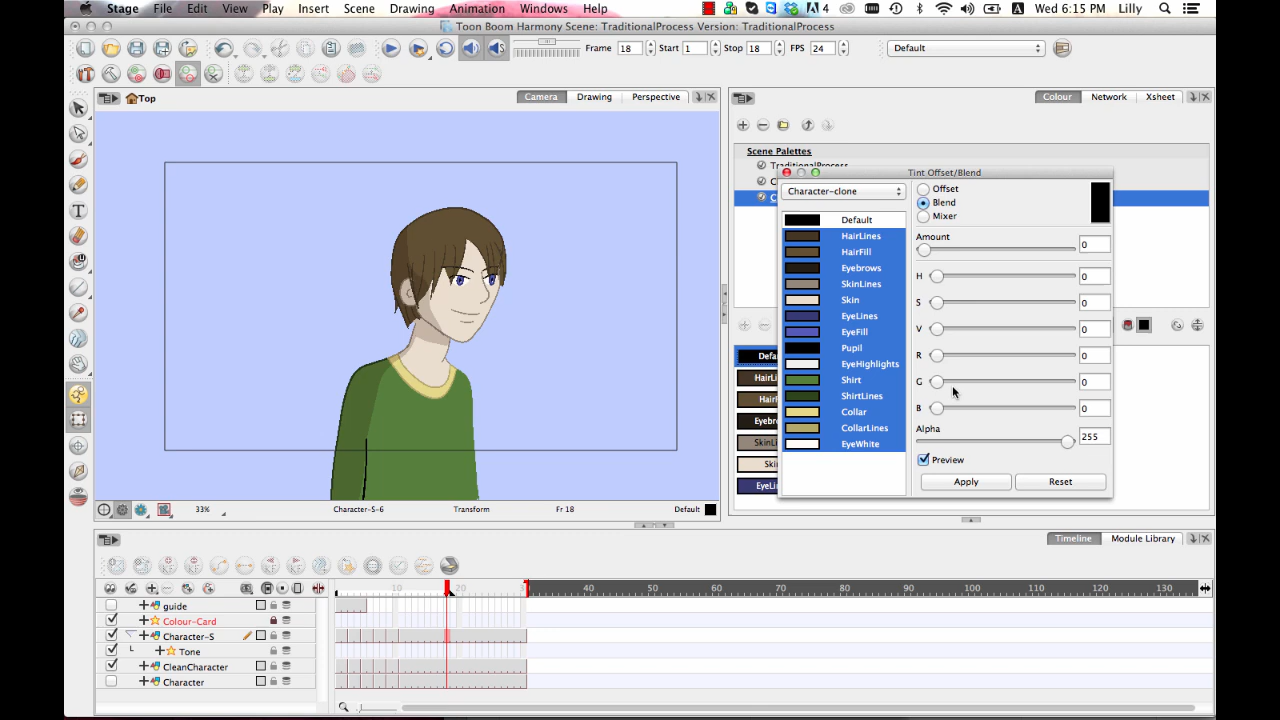 Stage File Edit View Play Insert Scene Drawing Animation Windows Help 4 A Wed 6:15 PM Lilly
Toon Boom Harmony Scene: TraditionalProcess Version: TraditionalProcess
Frame 18 Start 1 Stop 18 FPS 24 Default
Top Camera Drawing Perspective
Colour Network Xsheet
Scene Palettes
TraditionalProcess
Tint Offset/Blend
Character-clone
Offset
Blend
Mixer
Default
HairLines
HairFill
Eyebrows
SkinLines
Skin
EyeLines
EyeFill
Pupil
EyeHighlights
Shirt
ShirtLines
Collar
CollarLines
EyeWhite
Amount 0
H 0
S 0
V 0
R 0
G 0
B 0
Alpha 255
Preview
Apply Reset
33% Character-S-6 Transform Fr 18 Default
Timeline Module Library
10 20 40 50 60 70 80 90 100 110 120 130
guide
Colour-Card
Character-S
Tone
CleanCharacter
Character